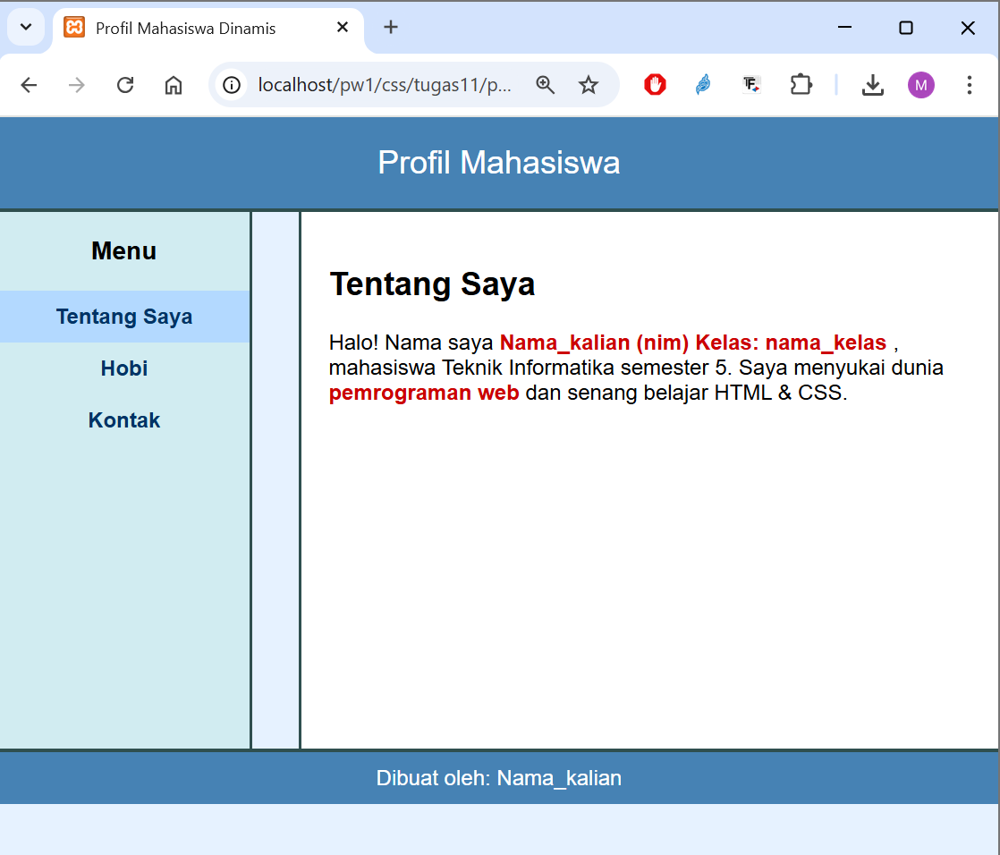 Profil Mahasiswa Dinamis
localhost/pw1/css/tugas11/p...
M
Profil Mahasiswa
Menu
Tentang Saya
Hobi
Kontak
Tentang Saya
Halo! Nama saya Nama_kalian (nim) Kelas: nama_kelas ,
mahasiswa Teknik Informatika semester 5. Saya menyukai dunia
pemrograman web dan senang belajar HTML & CSS.
Dibuat oleh: Nama_kalian